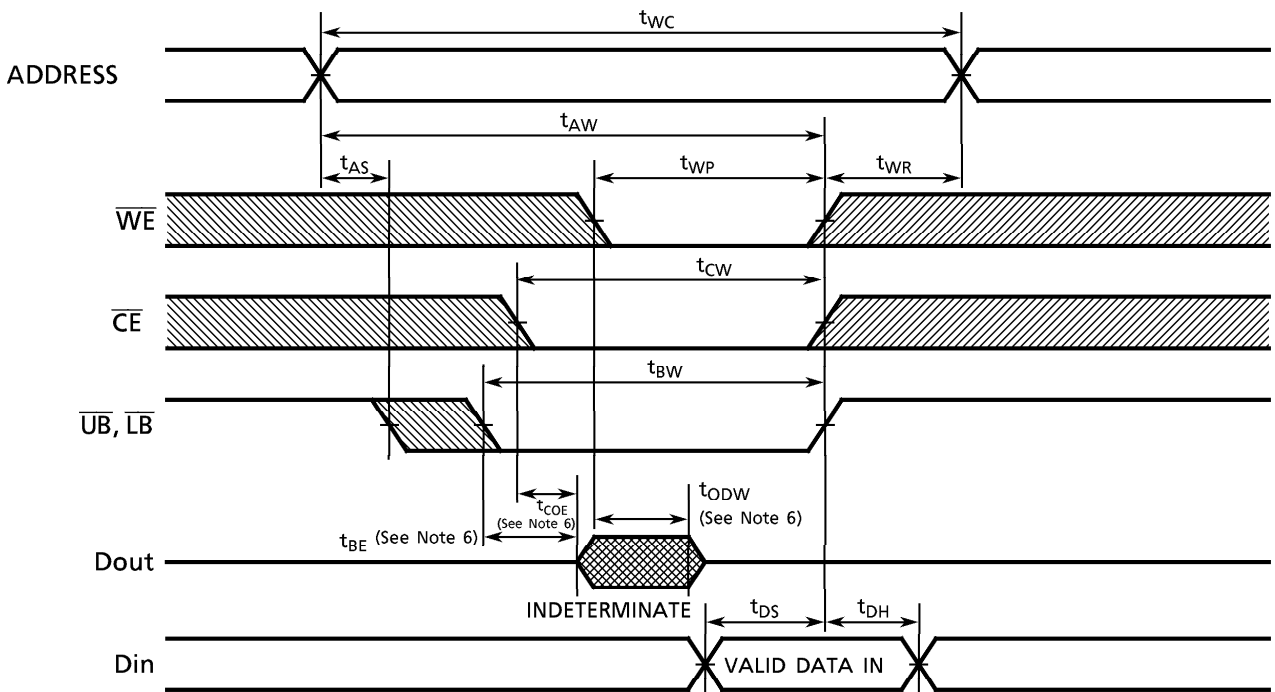 tWC
ADDRESS
tAW
tAS
tWP
tWR
WE
tCW
CE
tBW
UB, LB
tODW
tCOE
(See Note 6)
(See Note 6)
tBE (See Note 6)
Dout
INDETERMINATE
tDS
tDH
Din
VALID DATA IN